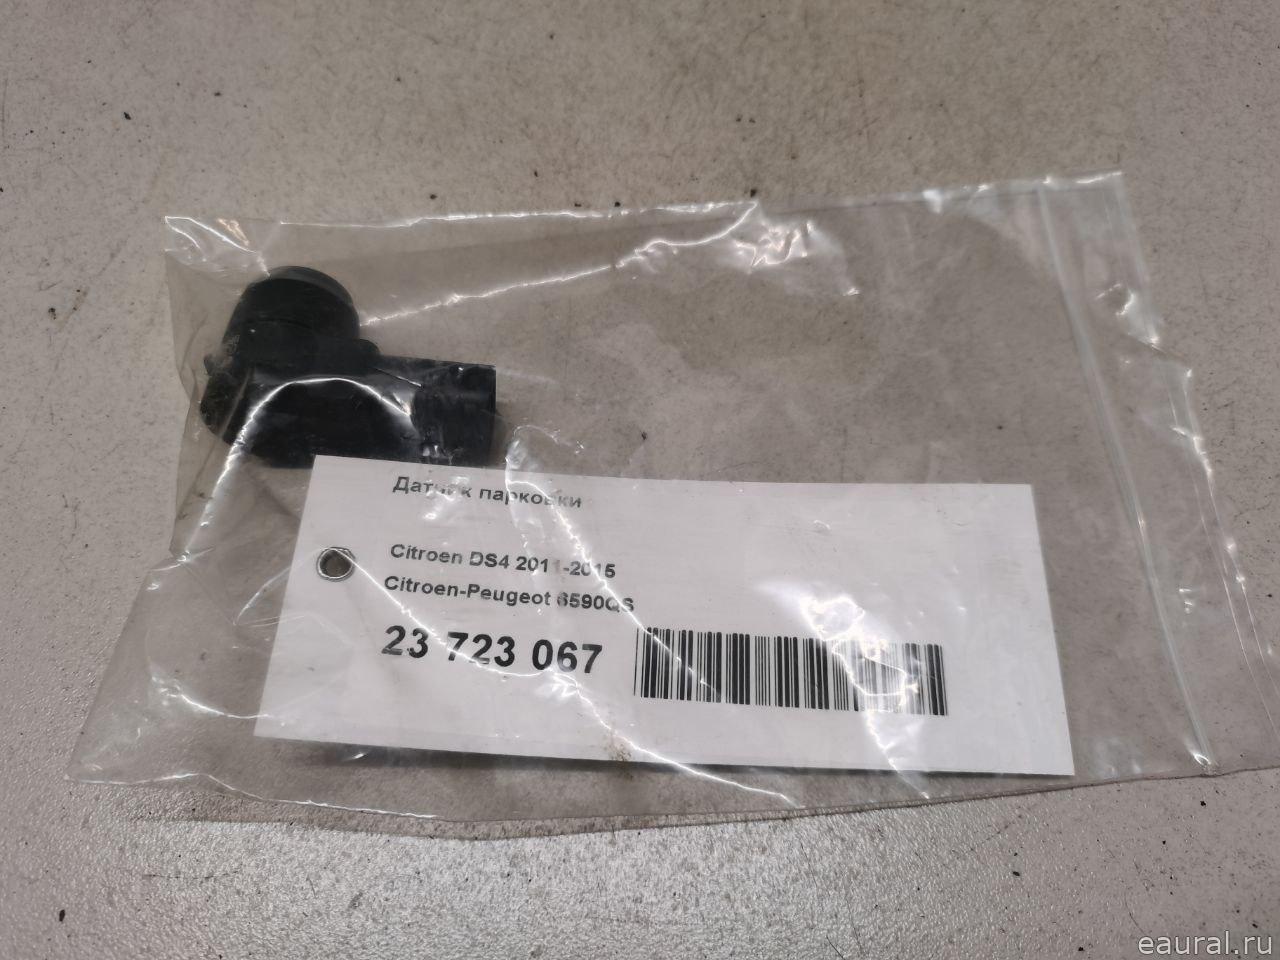 Датчик парковки
Citroen DS4 2011-2015
Citroen-Peugeot 6590QS
23 723 067
eaural.ru